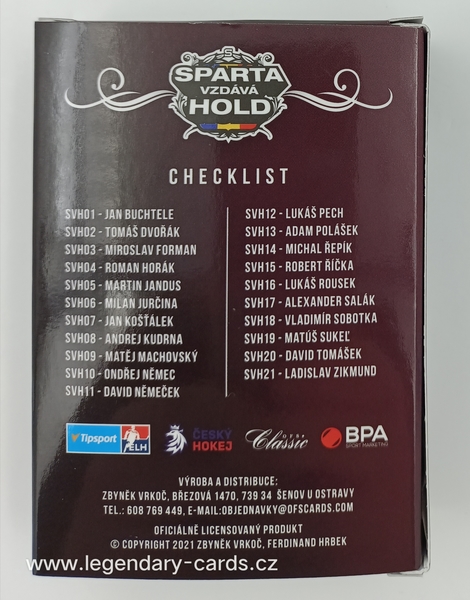 SPARTA
VZDÁVÁ
HOLD
CHECKLIST
SVH01 - JAN BUCHTELE
SVH02 - TOMÁŠ DVOŘÁK
SVH03 - MIROSLAV FORMAN
SVH04 - ROMAN HORÁK
SVH05 - MARTIN JANDUS
SVH06 - MILAN JURČINA
SVH07 - JAN KOŠŤÁLEK
SVH08 - ANDREJ KUDRNA
SVH09 - MATĚJ MACHOVSKÝ
SVH10 - ONDŘEJ NĚMEC
SVH11 - DAVID NĚMEČEK
SVH12 - LUKÁŠ PECH
SVH13 - ADAM POLÁŠEK
SVH14 - MICHAL ŘEPÍK
SVH15 - ROBERT ŘÍČKA
SVH16 - LUKÁŠ ROUSEK
SVH17 - ALEXANDER SALÁK
SVH18 - VLADIMÍR SOBOTKA
SVH19 - MATÚŠ SUKEĽ
SVH20 - DAVID TOMÁŠEK
SVH21 - LADISLAV ZIKMUND
Tipsport ELH
ČESKÝ HOKEJ
OFS Classic
BPA
SPORT MARKETING
VÝROBA A DISTRIBUCE:
ZBYNĚK VRKOČ, BŘEZOVÁ 1470, 739 34 ŠENOV U OSTRAVY
TEL.: 608 769 449, E-MAIL:OBJEDNAVKY@OFSCARDS.COM
OFICIÁLNĚ LICENSOVANÝ PRODUKT
© COPYRIGHT 2021 ZBYNĚK VRKOČ, FERDINAND HRBEK
www.legendary-cards.cz